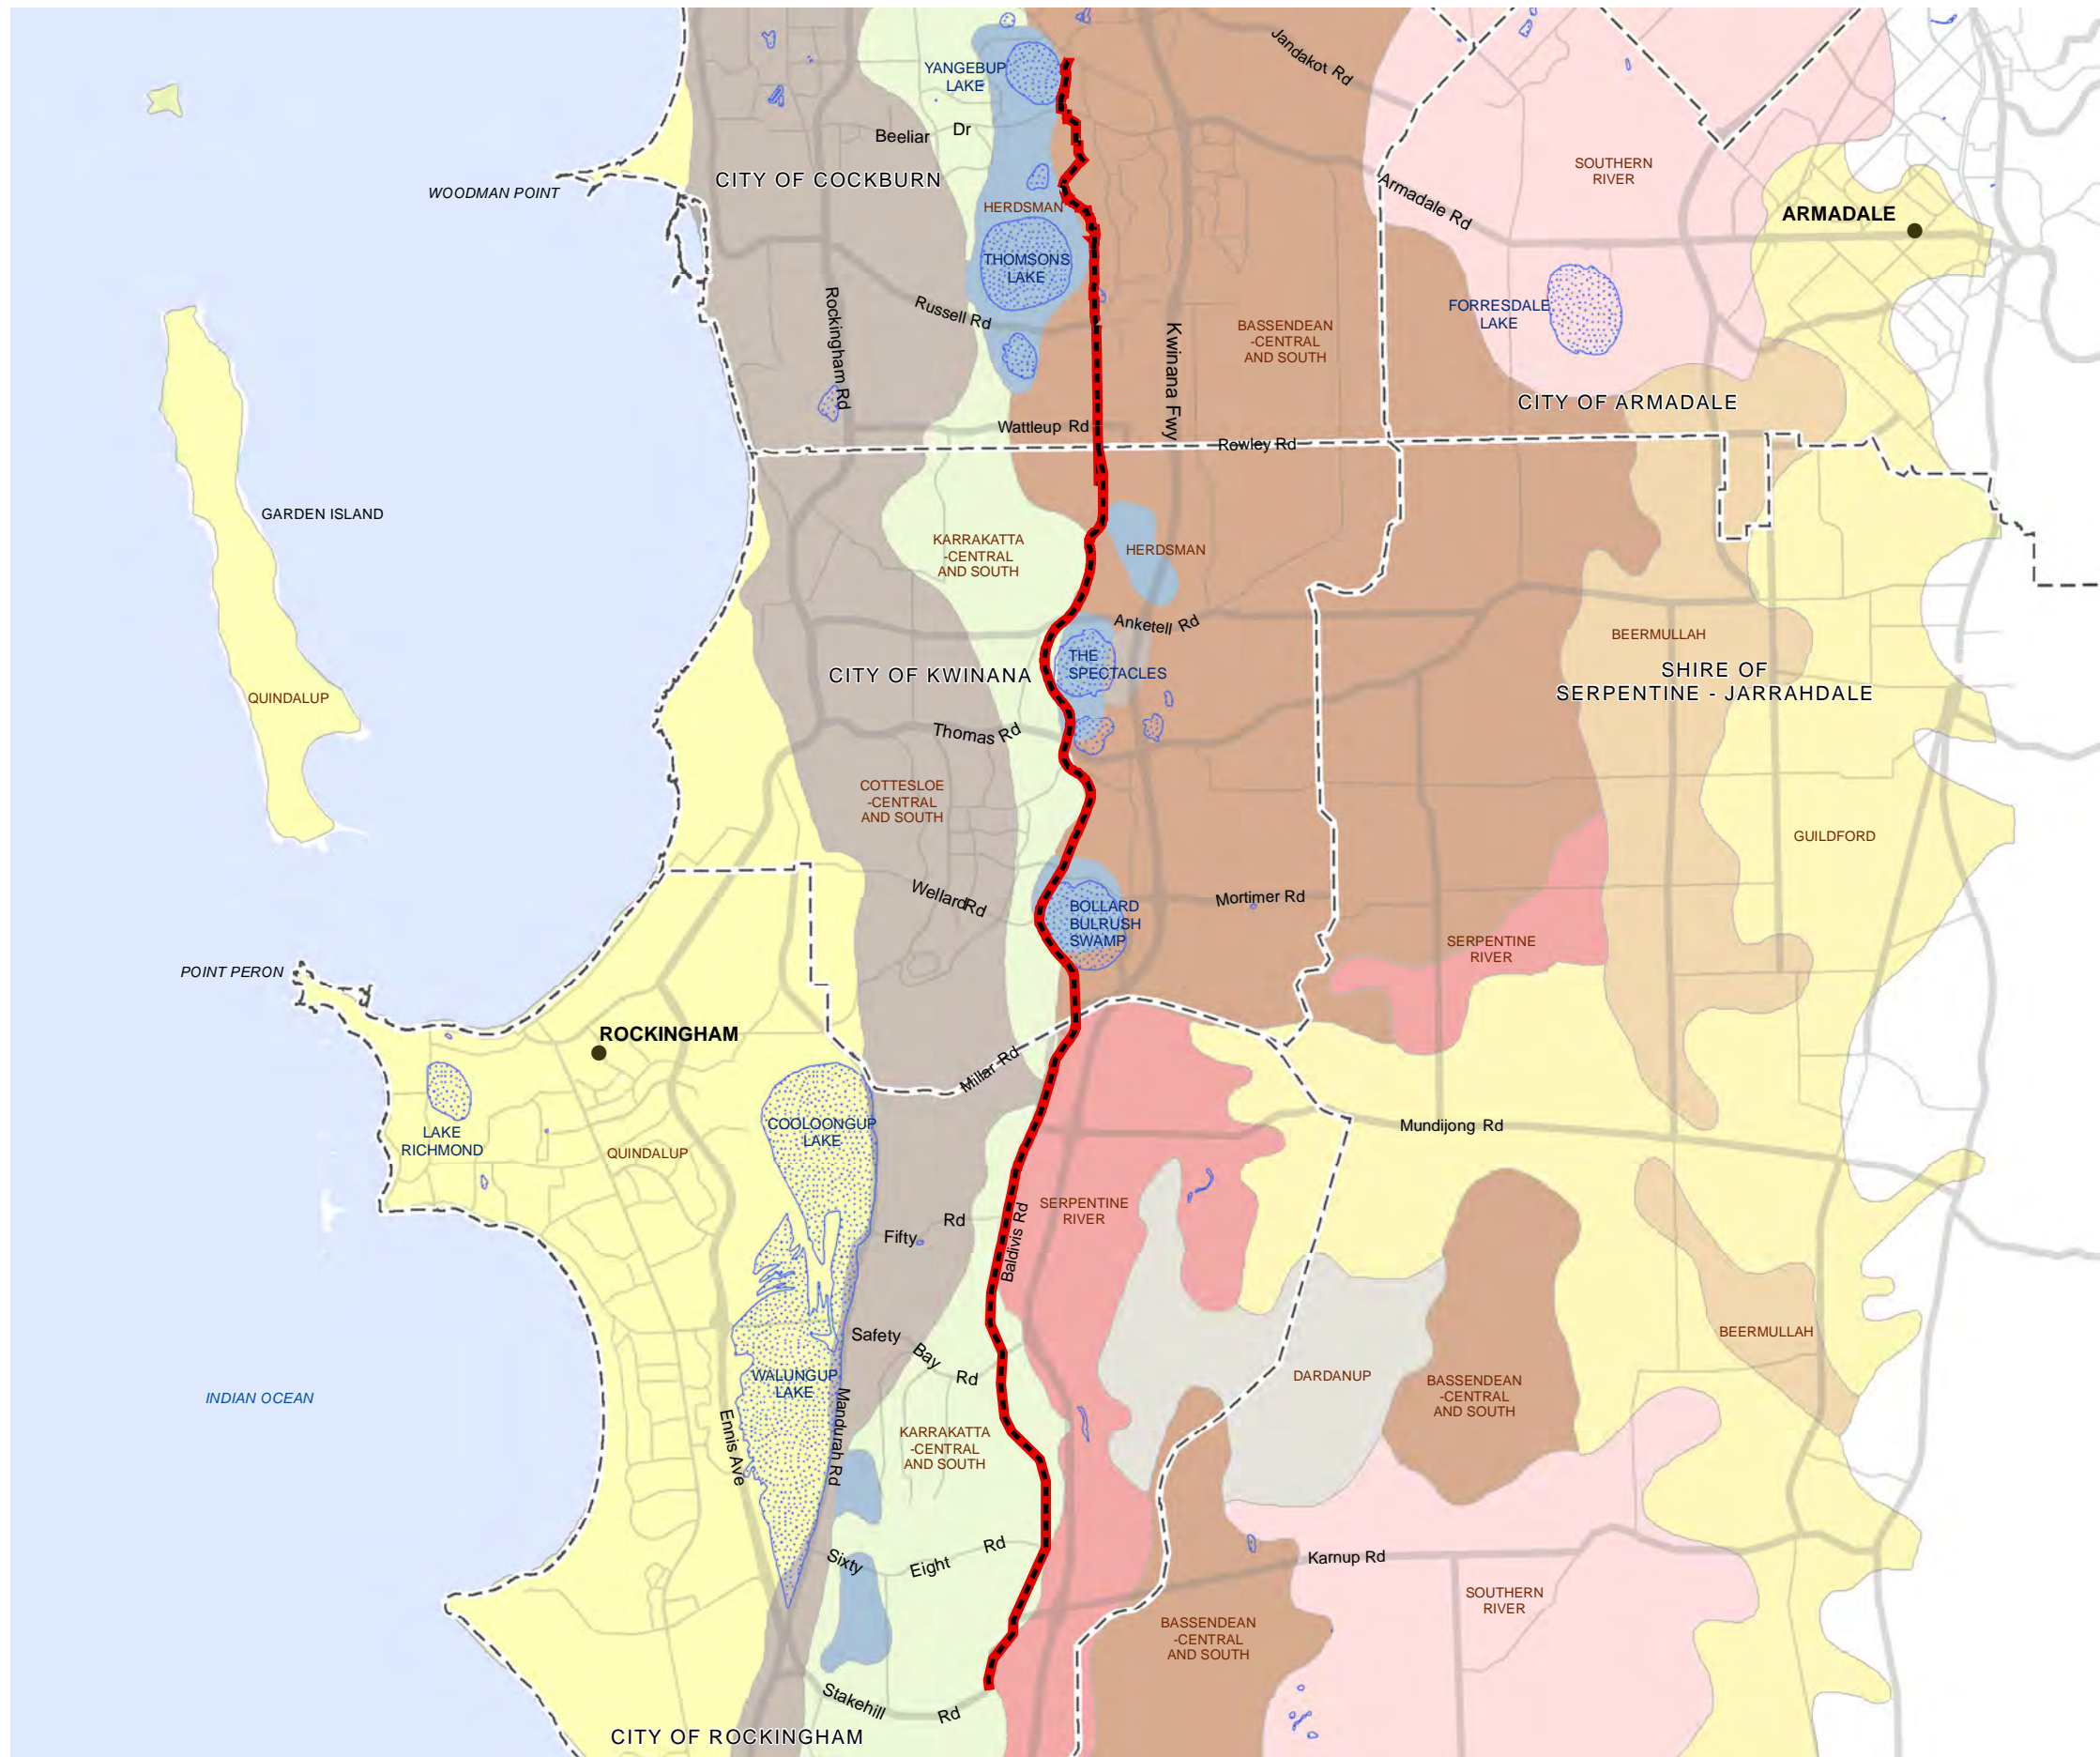 Jandakot Rd
YANGEBUP
LAKE
Beeliar Dr
SOUTHERN
RIVER
CITY OF COCKBURN
WOODMAN POINT
Armadale Rd
ARMADALE
HERDSMAN
THOMSONS
LAKE
Rockingham Rd
Russell Rd
FORRESDALE
LAKE
Kwinana Fwy
BASSENDEAN
-CENTRAL
AND SOUTH
CITY OF ARMADALE
Wattleup Rd
Rowley Rd
GARDEN ISLAND
KARRAKATTA
-CENTRAL
AND SOUTH
HERDSMAN
Anketell Rd
BEERMULLAH
THE
SPECTACLES
CITY OF KWINANA
SHIRE OF
SERPENTINE - JARRAHDALE
QUINDALUP
Thomas Rd
COTTESLOE
-CENTRAL
AND SOUTH
GUILDFORD
Wellard Rd
Mortimer Rd
BOLLARD
BULRUSH
SWAMP
SERPENTINE
RIVER
POINT PERON
ROCKINGHAM
Millar Rd
LAKE
RICHMOND
COOLOONGUP
LAKE
Mundijong Rd
QUINDALUP
SERPENTINE
RIVER
Fifty Rd
Baldivis Rd
Safety Bay Rd
BEERMULLAH
WALUNGUP
LAKE
DARDANUP
BASSENDEAN
-CENTRAL
AND SOUTH
INDIAN OCEAN
Ennis Ave
Mandurah Rd
KARRAKATTA
-CENTRAL
AND SOUTH
Sixty Eight Rd
Karnup Rd
SOUTHERN
RIVER
BASSENDEAN
-CENTRAL
AND SOUTH
Stakehill Rd
CITY OF ROCKINGHAM